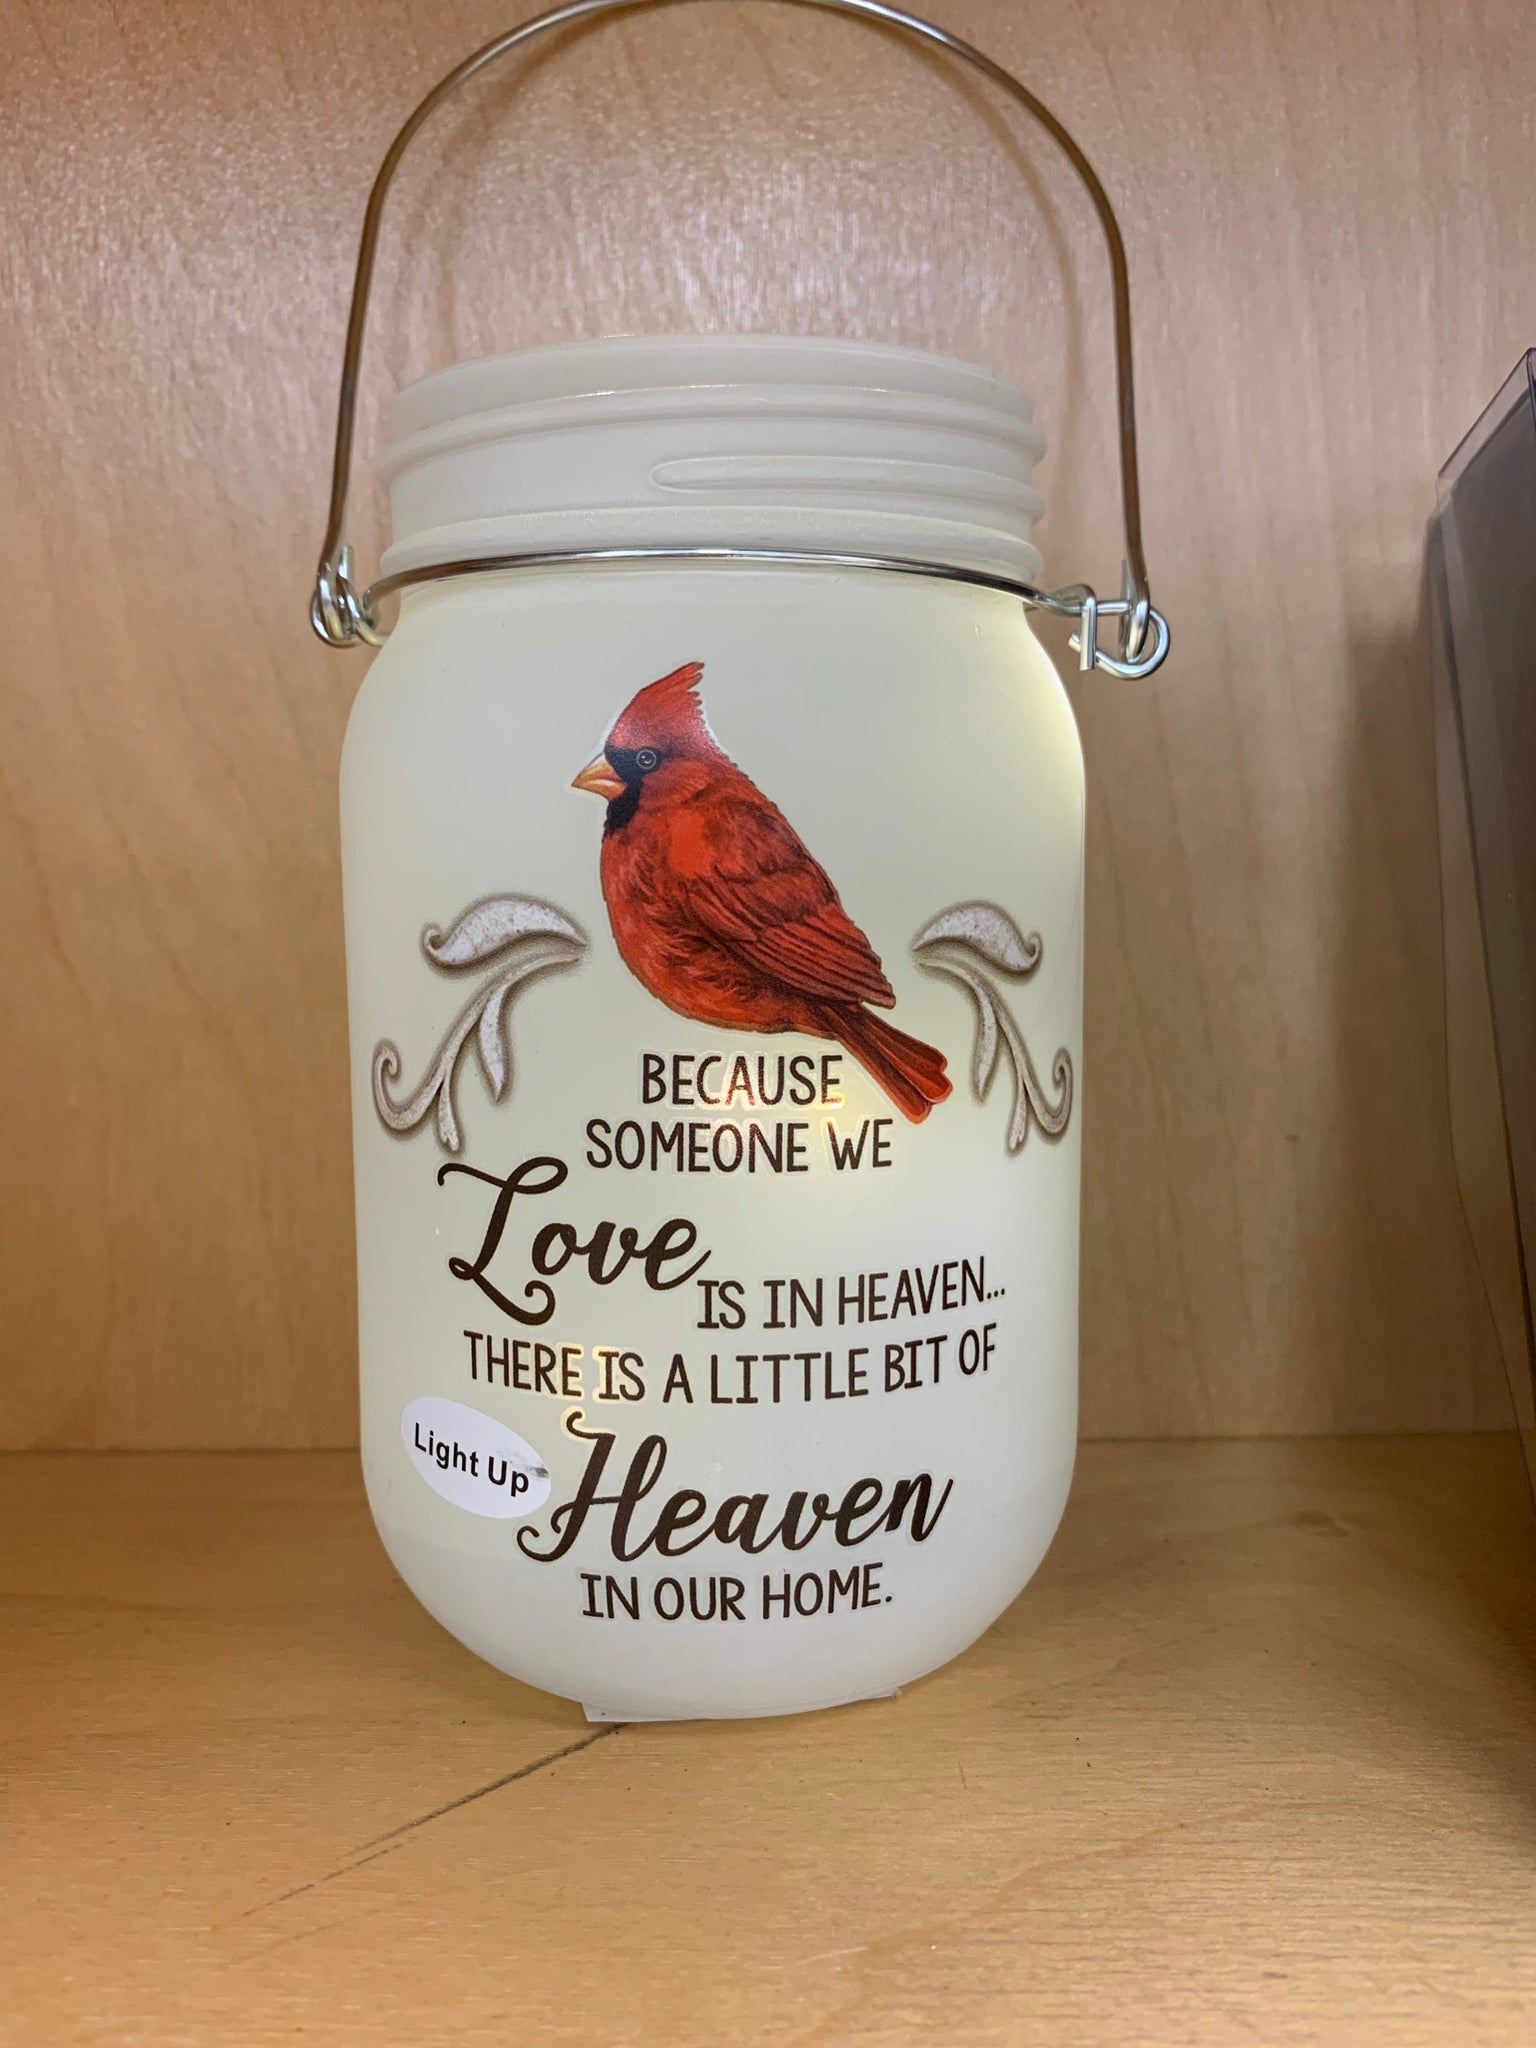 BECAUSE
SOMEONE WE
Love IS IN HEAVEN...
THERE IS A LITTLE BIT OF
Light Up
Heaven
IN OUR HOME.